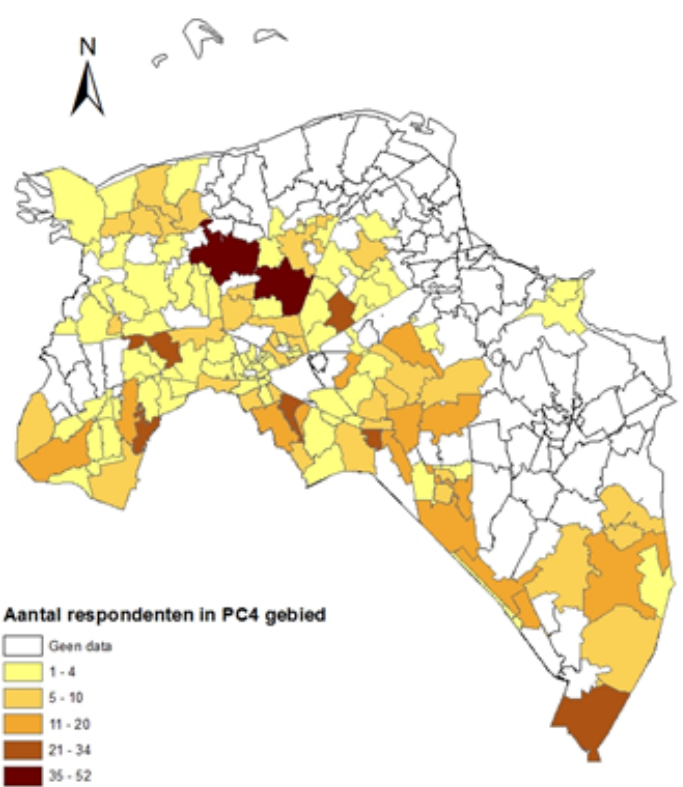 N
Aantal respondenten in PC4 gebied
Geen data
1 - 4
5 - 10
11 - 20
21 - 34
35 - 52